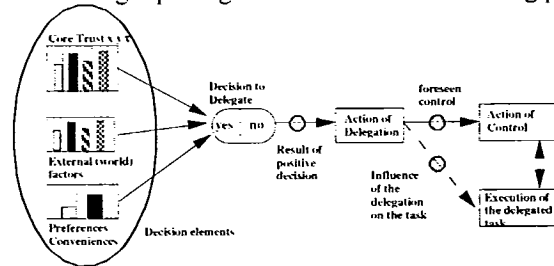 Core Trust x y τ
External (world)
factors
Preferences
Conveniences
Decision elements
Decision to
Delegate
yes no
Result of
positive
decision
Action of
Delegation
foreseen
control
Influence
of the
delegation
on the task
Action of
Control
Execution of
the delegated
task